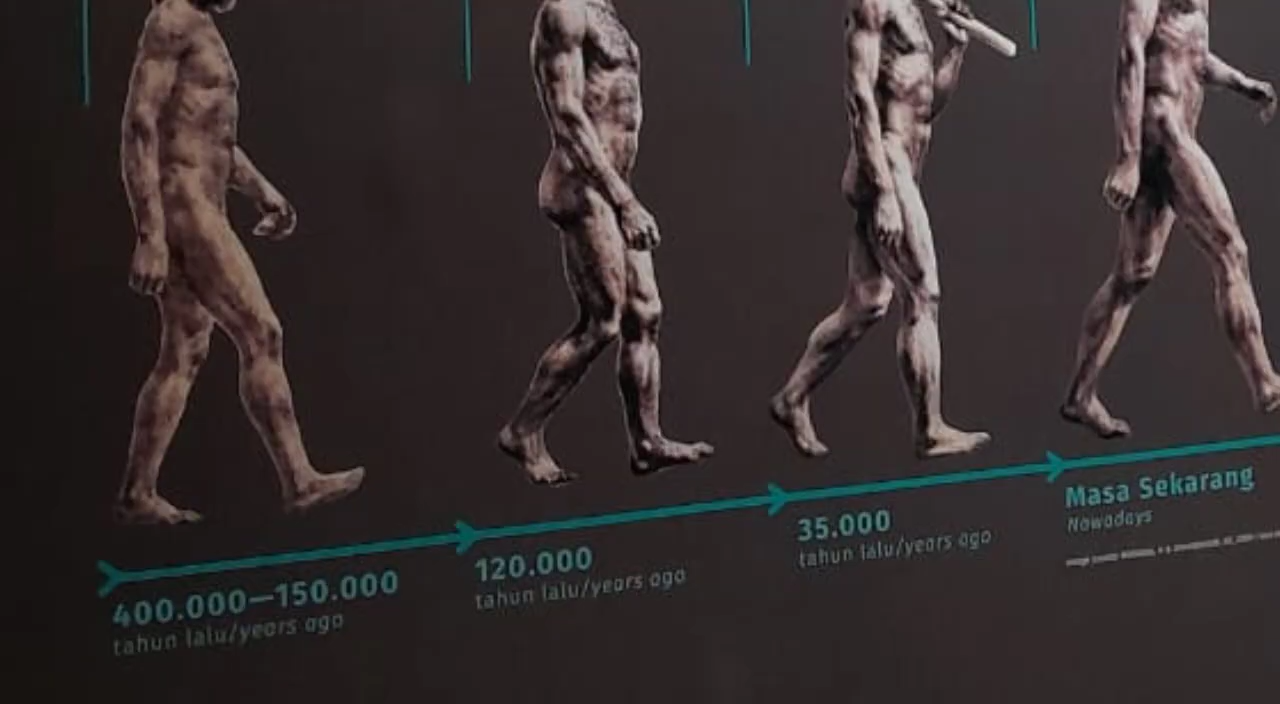 400.000—150.000
tahun lalu/years ago
120.000
tahun lalu/years ago
35.000
tahun lalu/years ago
Masa Sekarang
Nowadays